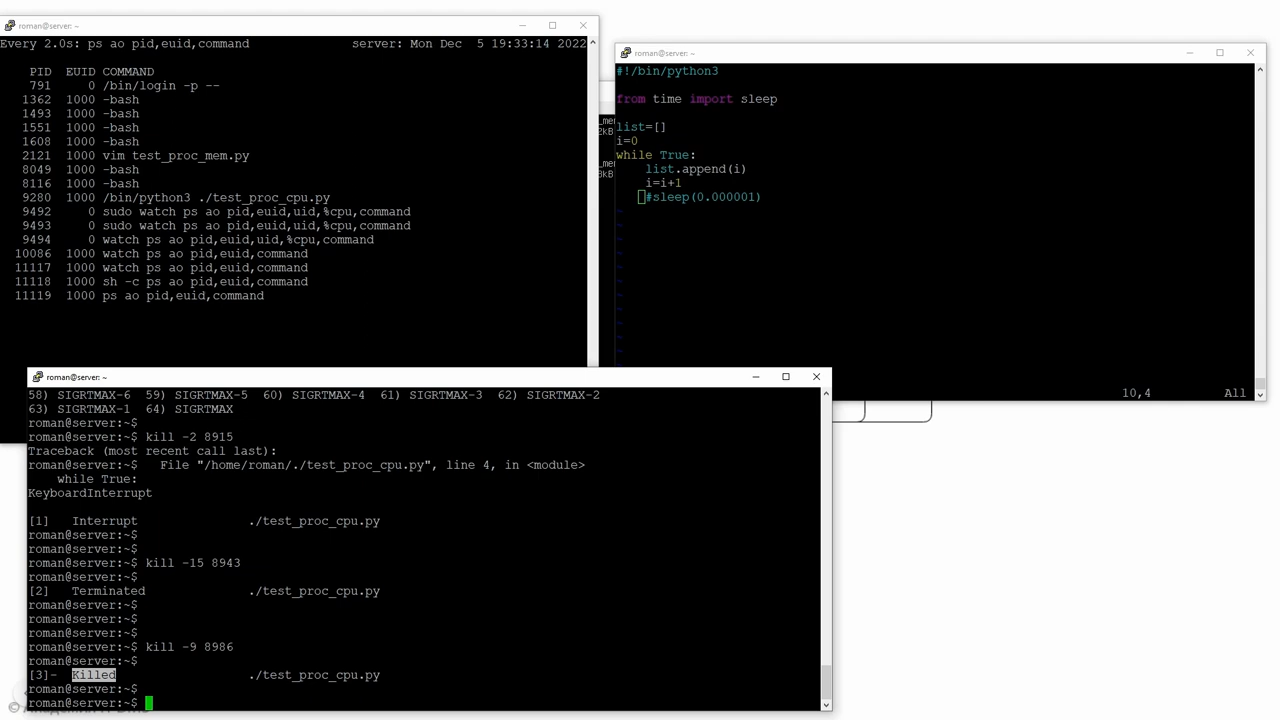 roman@server: ~
Every 2.0s: ps ao pid,euid,command server: Mon Dec 5 19:33:14 2022
PID EUID COMMAND
791 0 /bin/login -p --
1362 1000 -bash
1493 1000 -bash
1551 1000 -bash
1608 1000 -bash
2121 1000 vim test_proc_mem.py
8049 1000 -bash
8116 1000 -bash
9280 1000 /bin/python3 ./test_proc_cpu.py
9492 0 sudo watch ps ao pid,euid,uid,%cpu,command
9493 0 sudo watch ps ao pid,euid,uid,%cpu,command
9494 0 watch ps ao pid,euid,uid,%cpu,command
10086 1000 watch ps ao pid,euid,command
11117 1000 watch ps ao pid,euid,command
11118 1000 sh -c ps ao pid,euid,command
11119 1000 ps ao pid,euid,command
roman@server: ~
#!/bin/python3
from time import sleep
list=[]
i=0
while True:
list.append(i)
i=i+1
#sleep(0.000001)
~
~
~
~
~
~
~
~
~
~
~
10,4 All
roman@server: ~
58) SIGRTMAX-6 59) SIGRTMAX-5 60) SIGRTMAX-4 61) SIGRTMAX-3 62) SIGRTMAX-2
63) SIGRTMAX-1 64) SIGRTMAX
roman@server:~$
roman@server:~$ kill -2 8915
Traceback (most recent call last):
roman@server:~$ File "/home/roman/./test_proc_cpu.py", line 4, in <module>
while True:
KeyboardInterrupt
[1] Interrupt ./test_proc_cpu.py
roman@server:~$
roman@server:~$
roman@server:~$ kill -15 8943
roman@server:~$
[2] Terminated ./test_proc_cpu.py
roman@server:~$
roman@server:~$
roman@server:~$
roman@server:~$ kill -9 8986
roman@server:~$
[3]- Killed ./test_proc_cpu.py
roman@server:~$
roman@server:~$